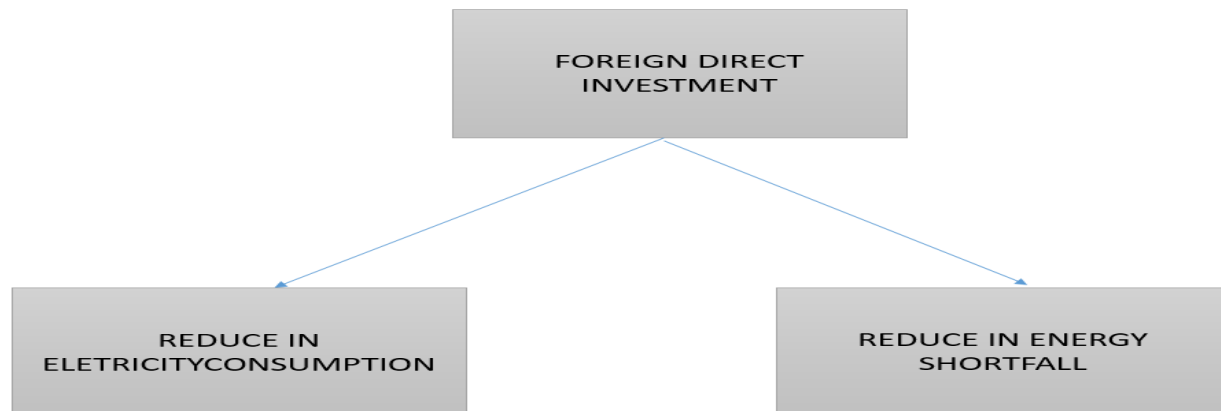 FOREIGN DIRECT
INVESTMENT
REDUCE IN
ELETRICITYCONSUMPTION
REDUCE IN ENERGY
SHORTFALL